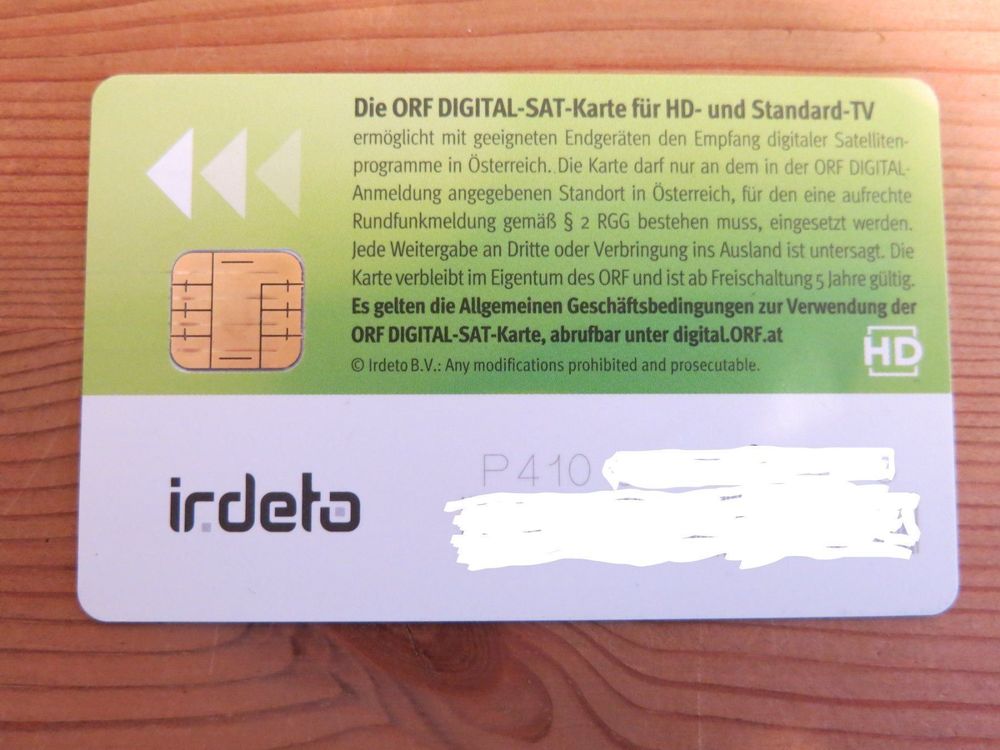 Die ORF DIGITAL-SAT-Karte für HD- und Standard-TV
ermöglicht mit geeigneten Endgeräten den Empfang digitaler Satelliten-
programme in Österreich. Die Karte darf nur an dem in der ORF DIGITAL-
Anmeldung angegebenen Standort in Österreich, für den eine aufrechte
Rundfunkmeldung gemäß § 2 RGG bestehen muss, eingesetzt werden.
Jede Weitergabe an Dritte oder Verbringung ins Ausland ist untersagt. Die
Karte verbleibt im Eigentum des ORF und ist ab Freischaltung 5 Jahre gültig.
Es gelten die Allgemeinen Geschäftsbedingungen zur Verwendung der
ORF DIGITAL-SAT-Karte, abrufbar unter digital.ORF.at
© Irdeto B.V.: Any modifications prohibited and prosecutable.
HD
P410
irdeto